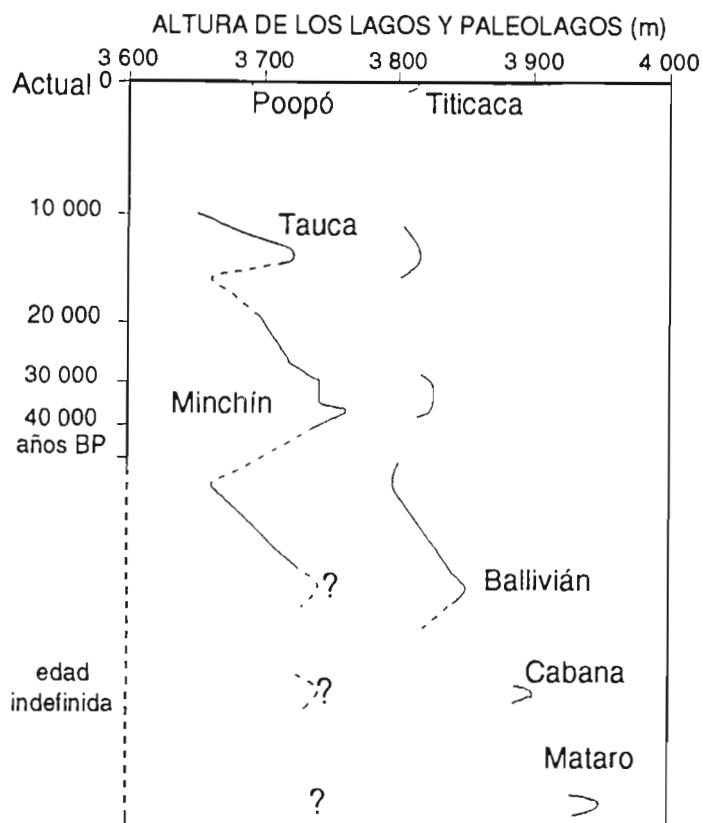 ALTURA DE LOS LAGOS Y PALEOLAGOS (m)
3 600 3 700 3 800 3 900 4 000
Actual 0
Poopó Titicaca
10 000
Tauca
20 000
30 000
Minchín
40 000
años BP
? Ballivián
edad
indefinida
? Cabana
Mataro
?